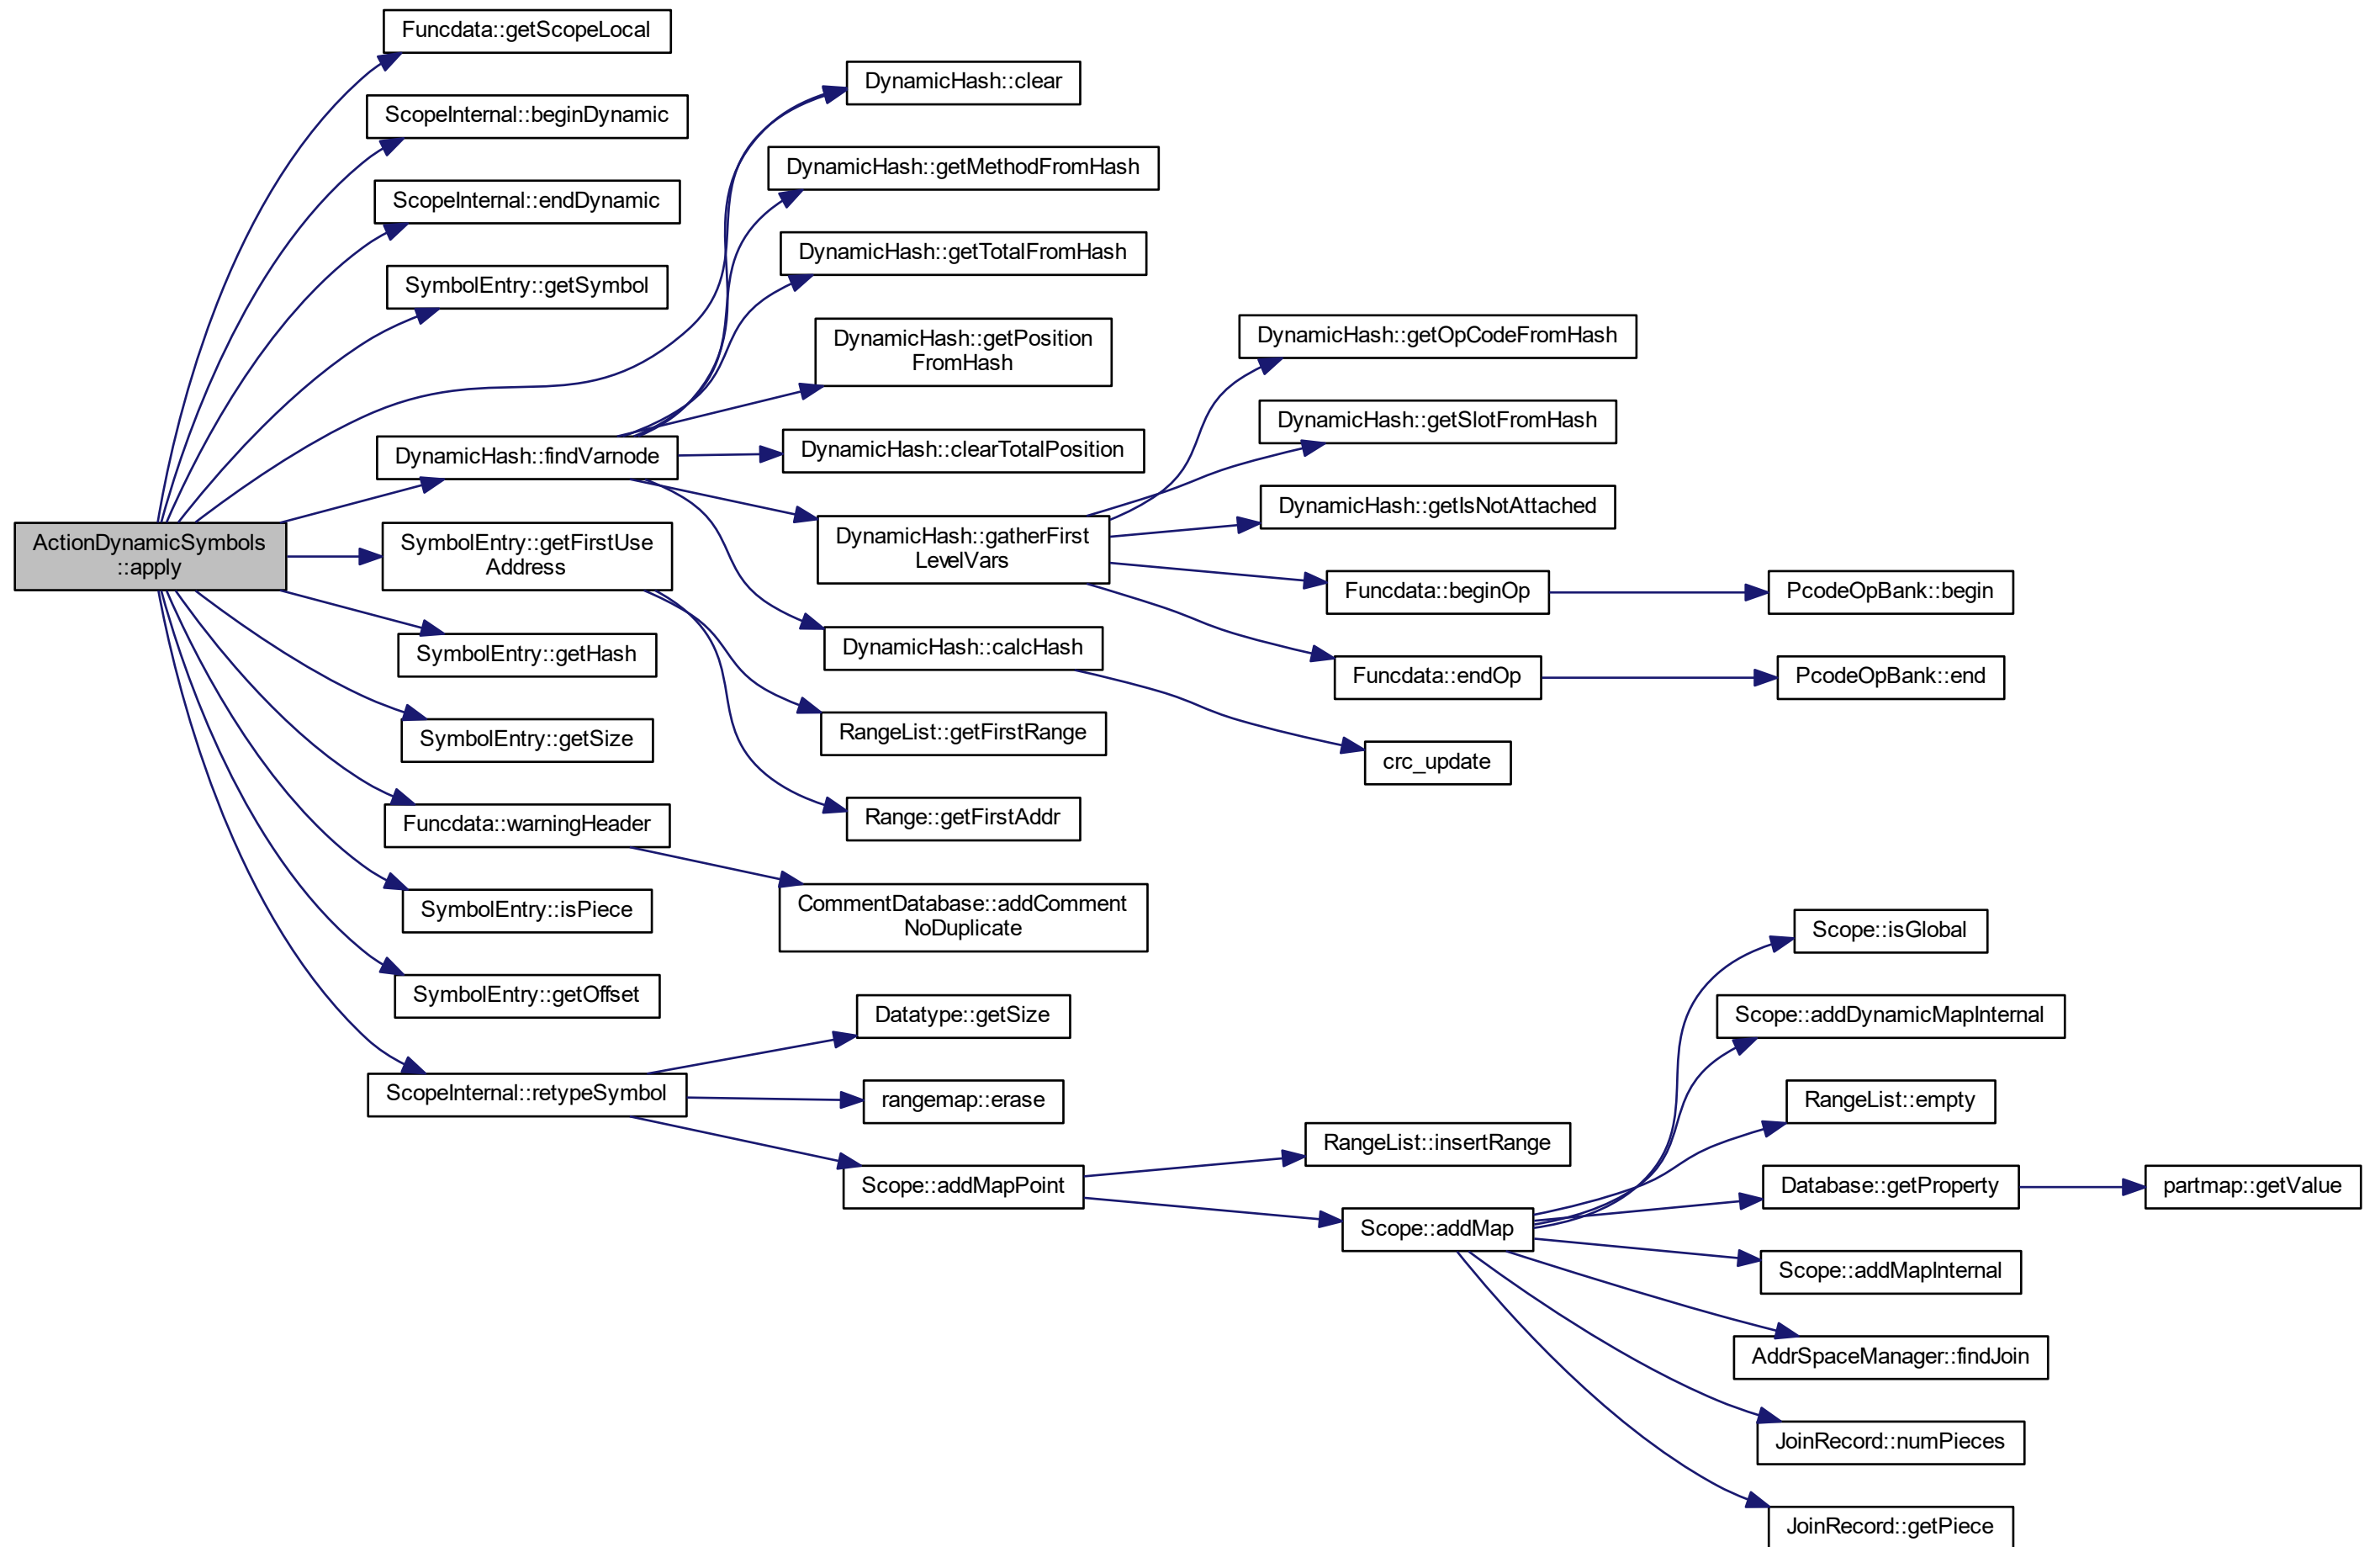 ActionDynamicSymbols
::apply
Funcdata::getScopeLocal
ScopeInternal::beginDynamic
ScopeInternal::endDynamic
SymbolEntry::getSymbol
DynamicHash::findVarnode
SymbolEntry::getFirstUse
Address
SymbolEntry::getHash
SymbolEntry::getSize
Funcdata::warningHeader
SymbolEntry::isPiece
SymbolEntry::getOffset
ScopeInternal::retypeSymbol
DynamicHash::clear
DynamicHash::getMethodFromHash
DynamicHash::getTotalFromHash
DynamicHash::getPosition
FromHash
DynamicHash::clearTotalPosition
DynamicHash::gatherFirst
LevelVars
DynamicHash::calcHash
RangeList::getFirstRange
Range::getFirstAddr
CommentDatabase::addComment
NoDuplicate
Datatype::getSize
rangemap::erase
Scope::addMapPoint
DynamicHash::getOpCodeFromHash
DynamicHash::getSlotFromHash
DynamicHash::getIsNotAttached
Funcdata::beginOp
Funcdata::endOp
crc_update
RangeList::insertRange
Scope::addMap
PcodeOpBank::begin
PcodeOpBank::end
Scope::isGlobal
Scope::addDynamicMapInternal
RangeList::empty
Database::getProperty
Scope::addMapInternal
AddrSpaceManager::findJoin
JoinRecord::numPieces
JoinRecord::getPiece
partmap::getValue